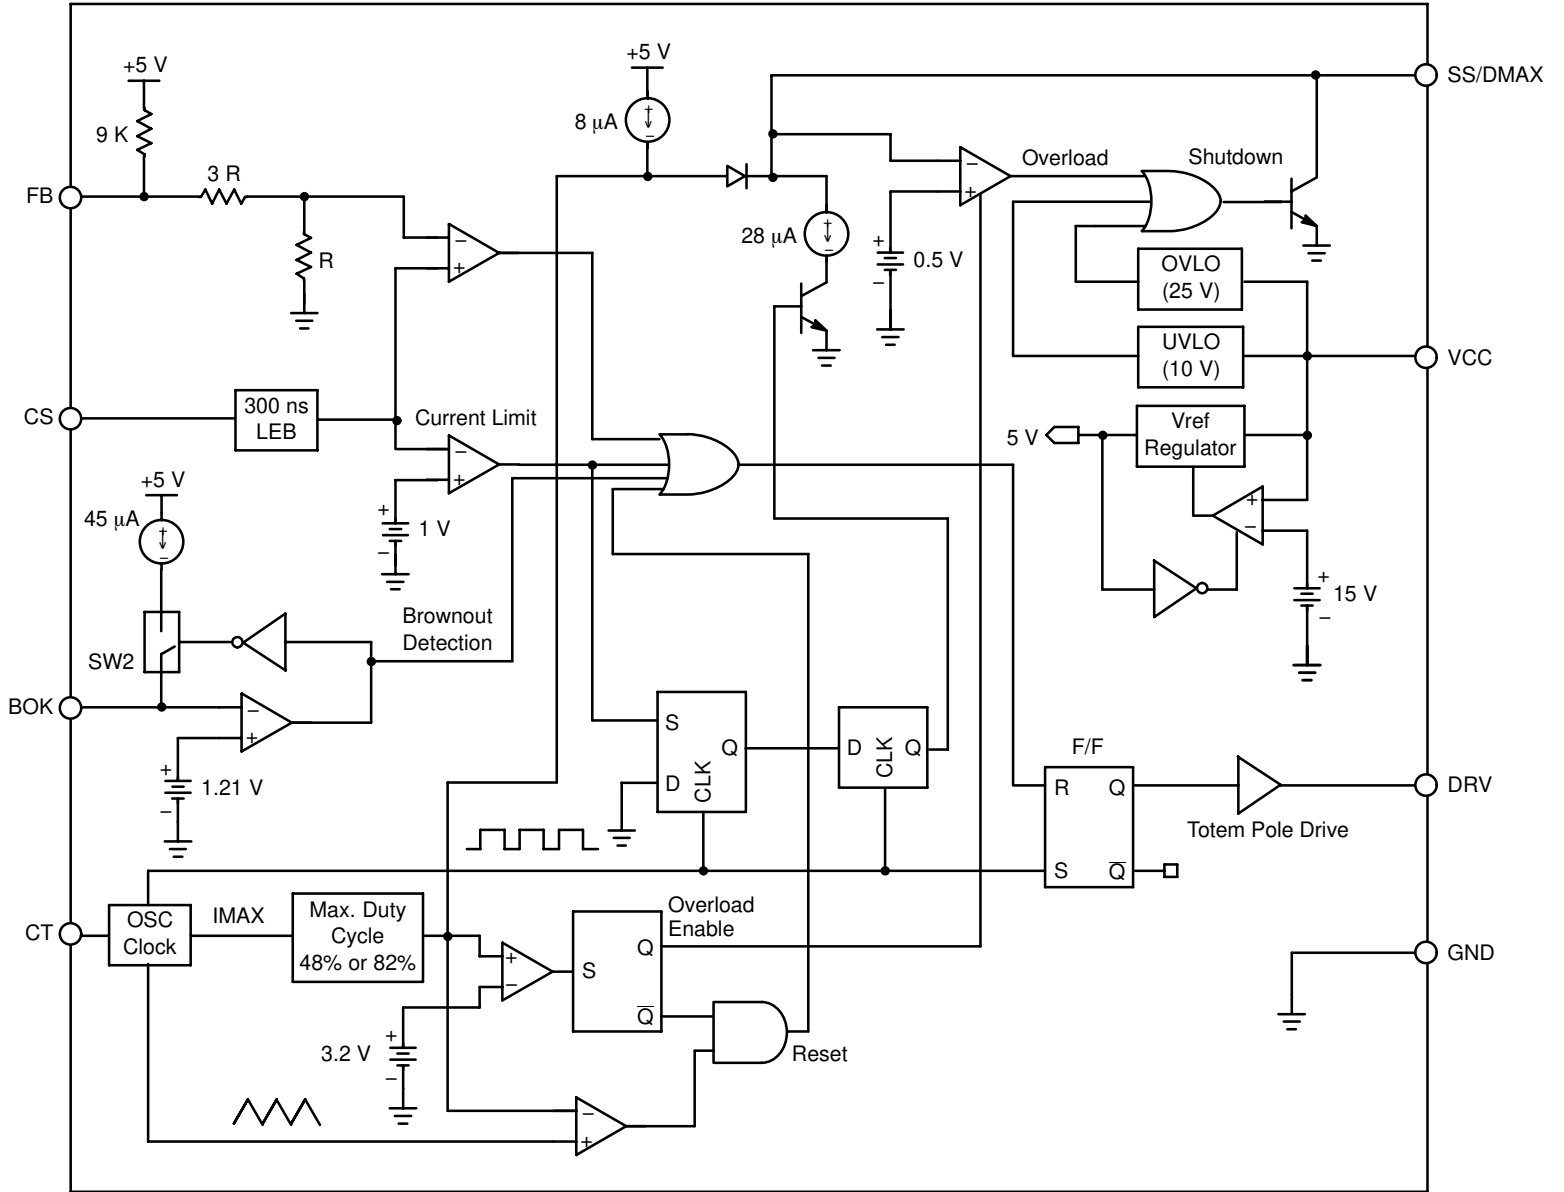 +5 V
9 K
3 R
R
FB
−
+
CS
300 ns
LEB
Current Limit
−
+
+
−
1 V
+5 V
45 μA
+
−
SW2
Brownout
Detection
BOK
−
+
+
−
1.21 V
+5 V
8 μA
+
−
28 μA
+
−
−
+
+
−
0.5 V
Overload
Shutdown
SS/DMAX
OVLO
(25 V)
UVLO
(10 V)
VCC
5 V
Vref
Regulator
+
−
+
−
15 V
S
Q
D
CLK
D
CLK
Q
F/F
R Q
S Q
Totem Pole Drive
DRV
CT
OSC
Clock
IMAX
Max. Duty
Cycle
48% or 82%
+
−
+
−
3.2 V
S
Q
Q
Overload
Enable
Reset
−
+
GND